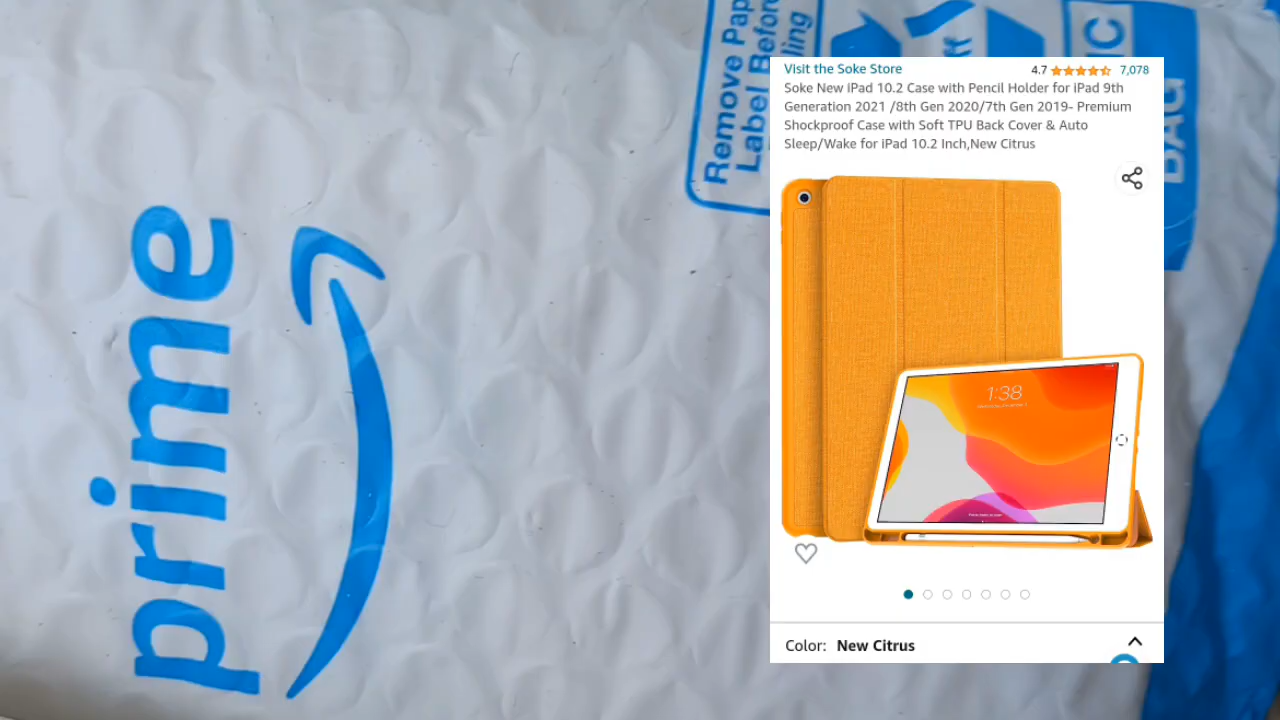 prime
Remove Pap
Label Before
IC
BAG
Visit the Soke Store
4.7 7,078
Soke New iPad 10.2 Case with Pencil Holder for iPad 9th
Generation 2021 /8th Gen 2020/7th Gen 2019- Premium
Shockproof Case with Soft TPU Back Cover & Auto
Sleep/Wake for iPad 10.2 Inch,New Citrus
1:38
Color: New Citrus